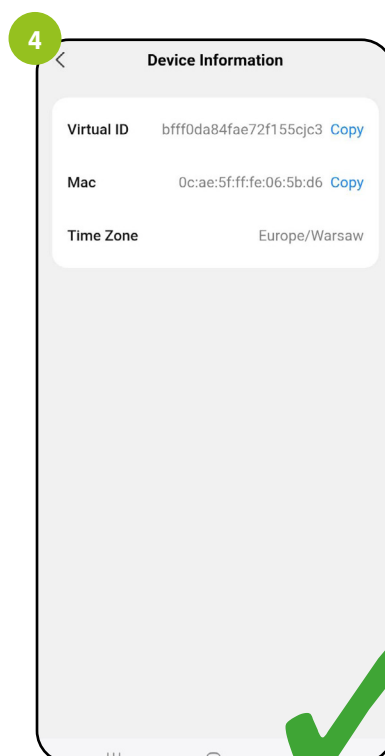 4
Device Information
Virtual ID bfff0da84fae72f155cjc3 Copy
Mac 0c:ae:5f:ff:fe:06:5b:d6 Copy
Time Zone Europe/Warsaw